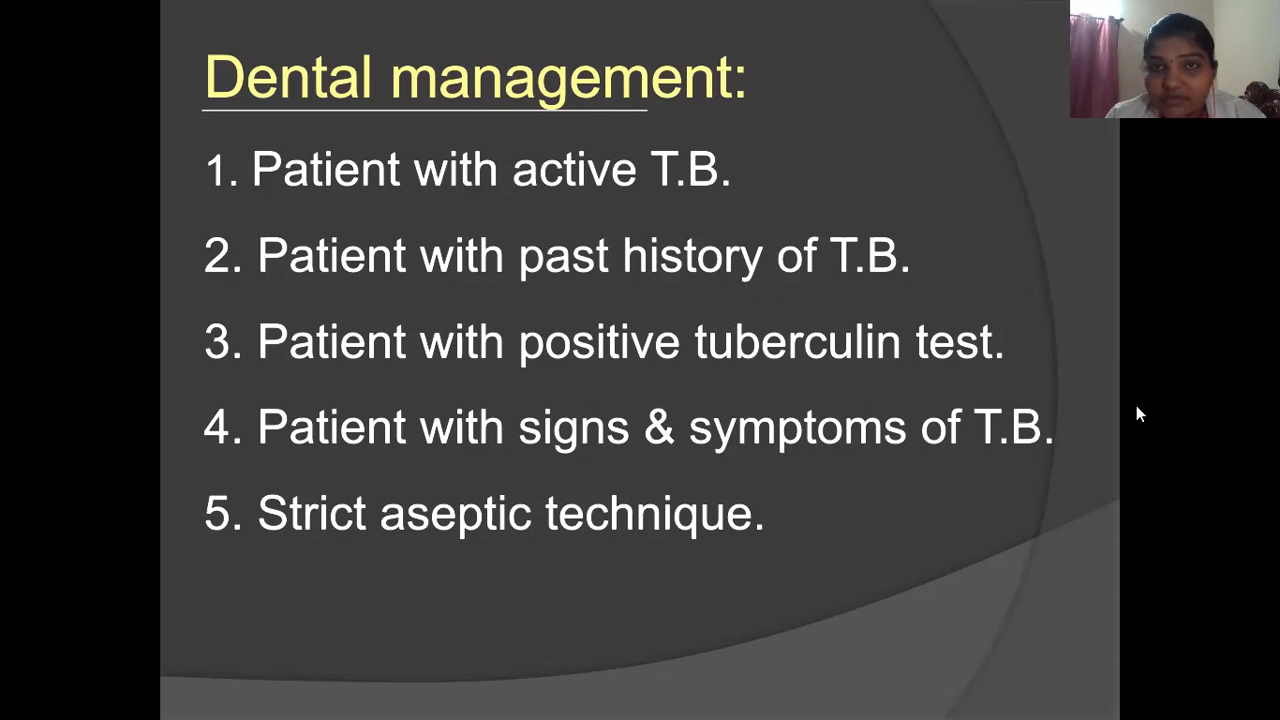 Dental management:
1. Patient with active T.B.
2. Patient with past history of T.B.
3. Patient with positive tuberculin test.
4. Patient with signs & symptoms of T.B.
5. Strict aseptic technique.